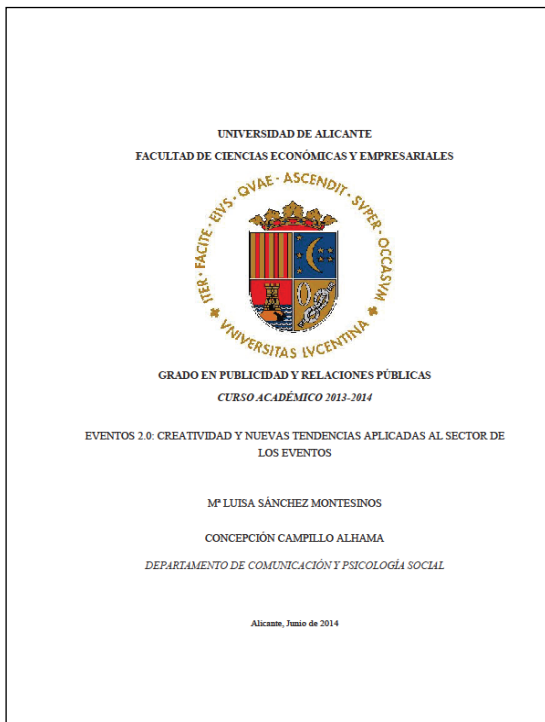 UNIVERSIDAD DE ALICANTE
FACULTAD DE CIENCIAS ECONÓMICAS Y EMPRESARIALES
ITER · FACITE · EIVS · QVAE · ASCENDIT · SVPER · OCCASVM
VNIVERSITAS LVCENTINA
GRADO EN PUBLICIDAD Y RELACIONES PÚBLICAS
CURSO ACADÉMICO 2013-2014
EVENTOS 2.0: CREATIVIDAD Y NUEVAS TENDENCIAS APLICADAS AL SECTOR DE
LOS EVENTOS
Mª LUISA SÁNCHEZ MONTESINOS
CONCEPCIÓN CAMPILLO ALHAMA
DEPARTAMENTO DE COMUNICACIÓN Y PSICOLOGÍA SOCIAL
Alicante, Junio de 2014